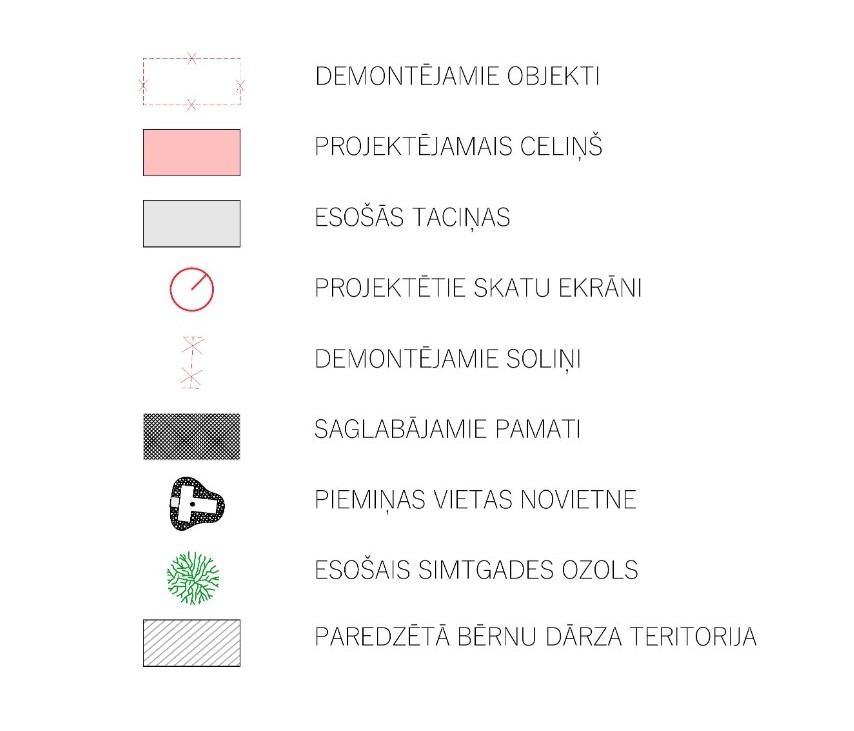 DEMONTĒJAMIE OBJEKTI
PROJEKTĒJAMAIS CELIŅŠ
ESOŠĀS TACIŅAS
PROJEKTĒTIE SKATU EKRĀNI
DEMONTĒJAMIE SOLIŅI
SAGLABĀJAMIE PAMATI
PIEMIŅAS VIETAS NOVIETNE
ESOŠAIS SIMTGADES OZOLS
PAREDZĒTĀ BĒRNU DĀRZA TERITORIJA